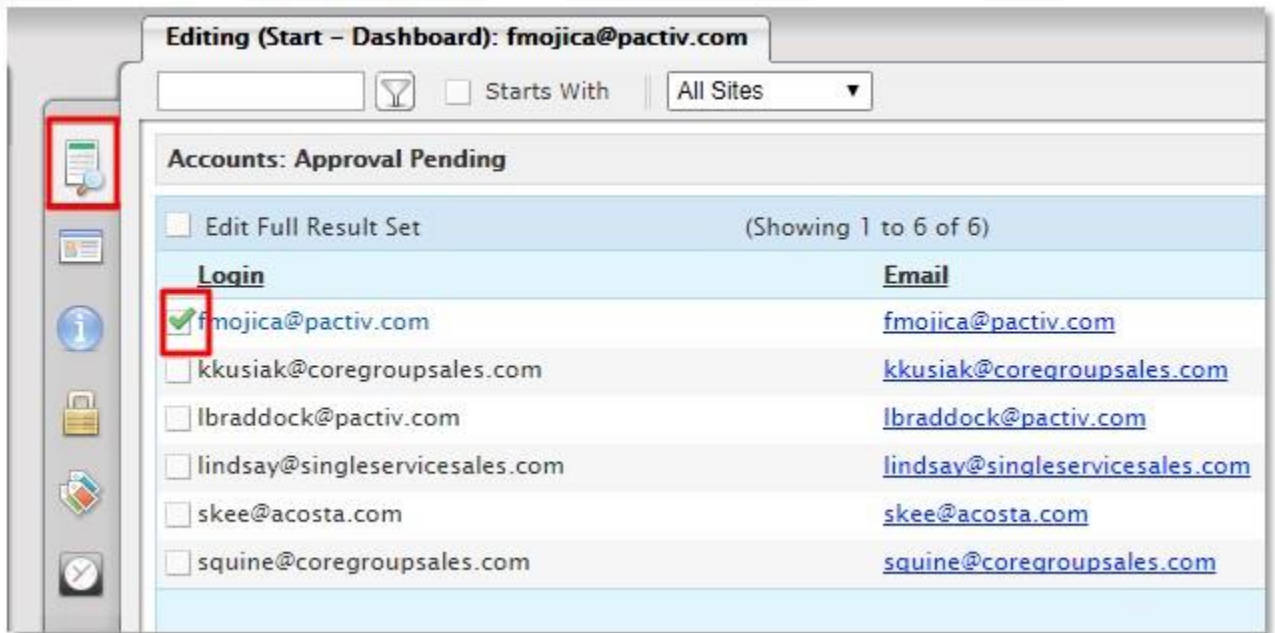 Editing (Start – Dashboard): fmojica@pactiv.com
Starts With All Sites
Accounts: Approval Pending
Edit Full Result Set (Showing 1 to 6 of 6)
Login Email
fmojica@pactiv.com fmojica@pactiv.com
kkusiak@coregroupsales.com kkusiak@coregroupsales.com
lbraddock@pactiv.com lbraddock@pactiv.com
lindsay@singleservicesales.com lindsay@singleservicesales.com
skee@acosta.com skee@acosta.com
squine@coregroupsales.com squine@coregroupsales.com